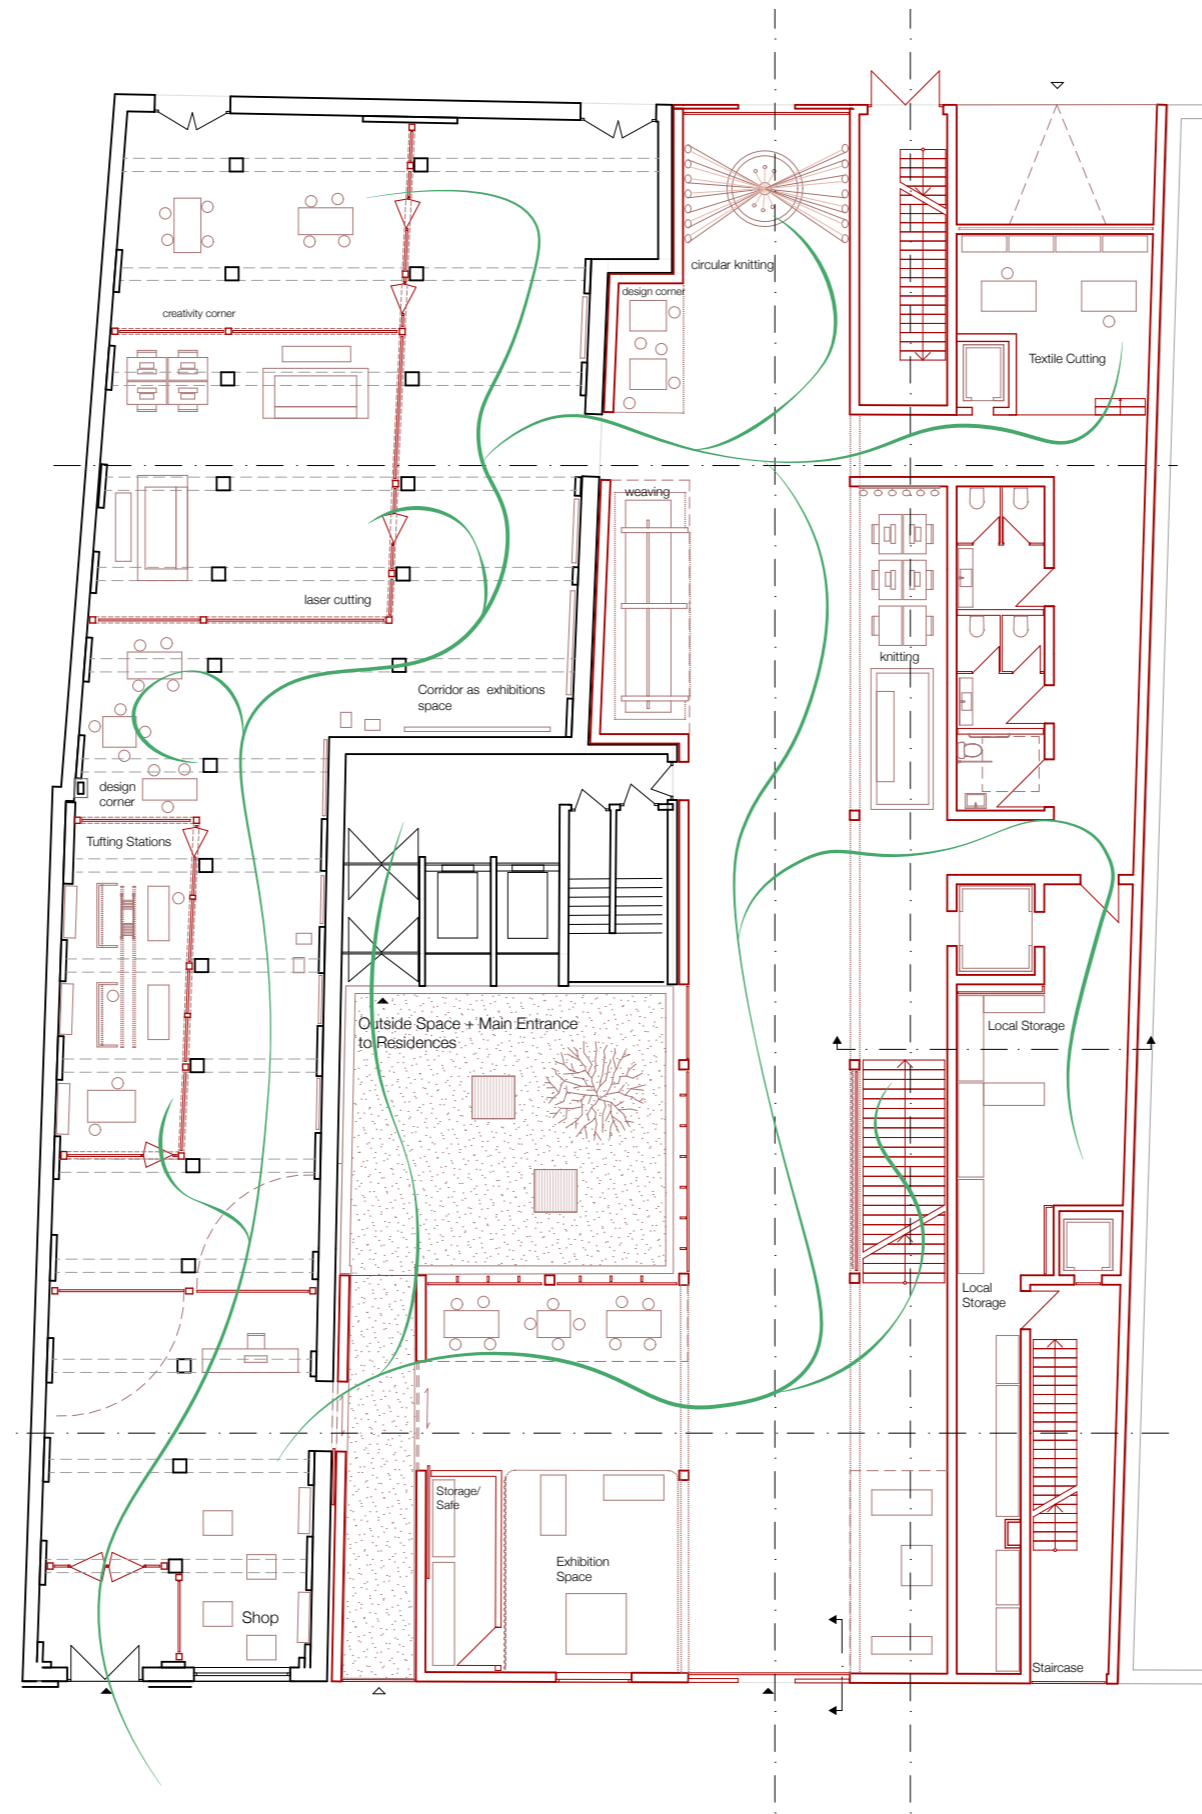 circular knitting
design corner
creativity corner
Textile Cutting
weaving
laser cutting
knitting
Corridor as exhibitions
space
design
corner
Tufting Stations
Outside Space + Main Entrance
to Residences
Local Storage
Local
Storage
Storage/
Safe
Exhibition
Space
Shop
Staircase